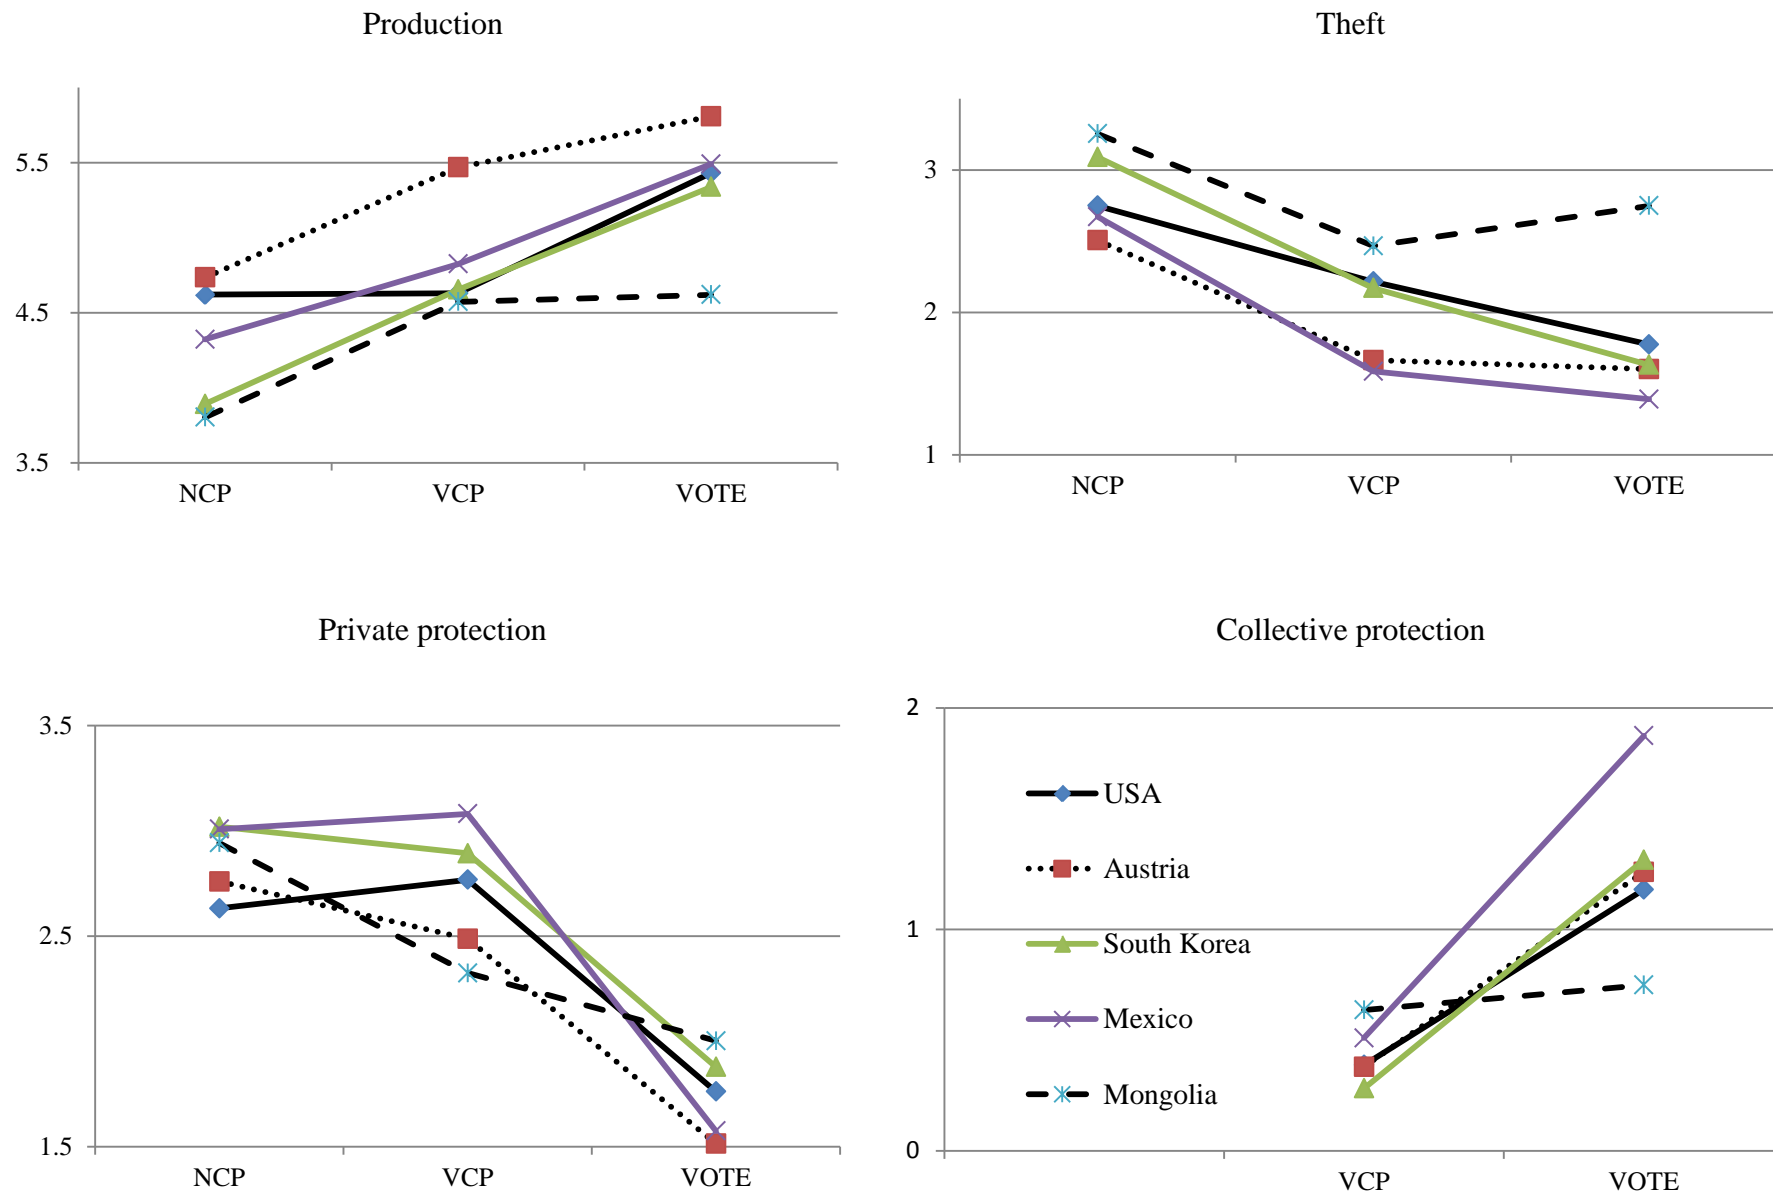 Production
5.5
4.5
3.5
NCP VCP VOTE
Theft
3
2
1
NCP VCP VOTE
Private protection
3.5
2.5
1.5
NCP VCP VOTE
Collective protection
2
1
0
USA
Austria
South Korea
Mexico
Mongolia
VCP VOTE